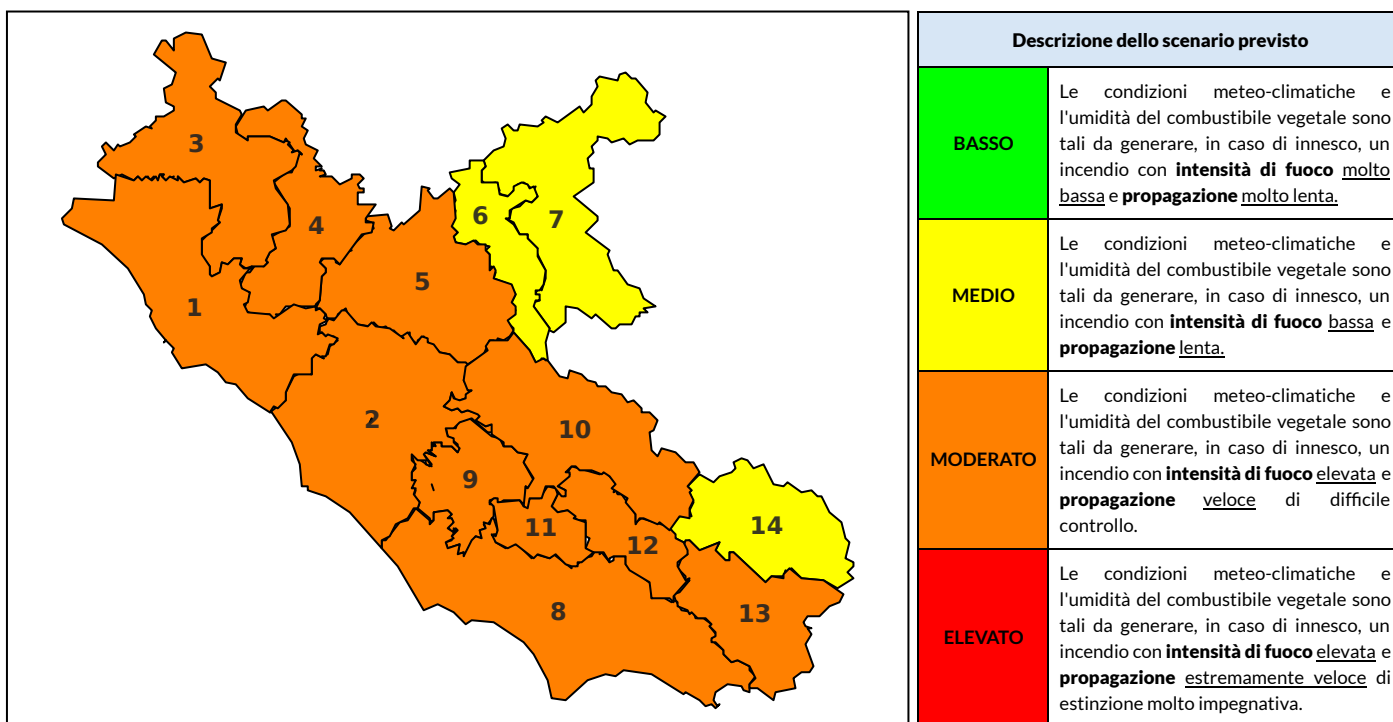 3
4
6
7
5
1
2
10
9
14
11
12
8
13
Descrizione dello scenario previsto
BASSO
Le condizioni meteo-climatiche e
l'umidità del combustibile vegetale sono
tali da generare, in caso di innesco, un
incendio con intensità di fuoco molto
bassa e propagazione molto lenta.
MEDIO
Le condizioni meteo-climatiche e
l'umidità del combustibile vegetale sono
tali da generare, in caso di innesco, un
incendio con intensità di fuoco bassa e
propagazione lenta.
MODERATO
Le condizioni meteo-climatiche e
l'umidità del combustibile vegetale sono
tali da generare, in caso di innesco, un
incendio con intensità di fuoco elevata e
propagazione veloce di difficile
controllo.
ELEVATO
Le condizioni meteo-climatiche e
l'umidità del combustibile vegetale sono
tali da generare, in caso di innesco, un
incendio con intensità di fuoco elevata e
propagazione estremamente veloce di
estinzione molto impegnativa.